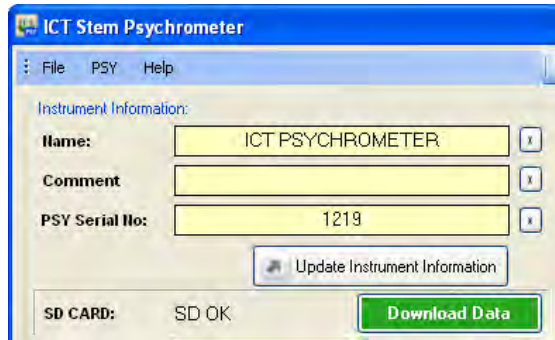 ICT Stem Psychrometer
File PSY Help
Instrument Information:
Name: ICT PSYCHROMETER x
Comment x
PSY Serial No: 1219 x
Update Instrument Information
SD CARD: SD OK Download Data